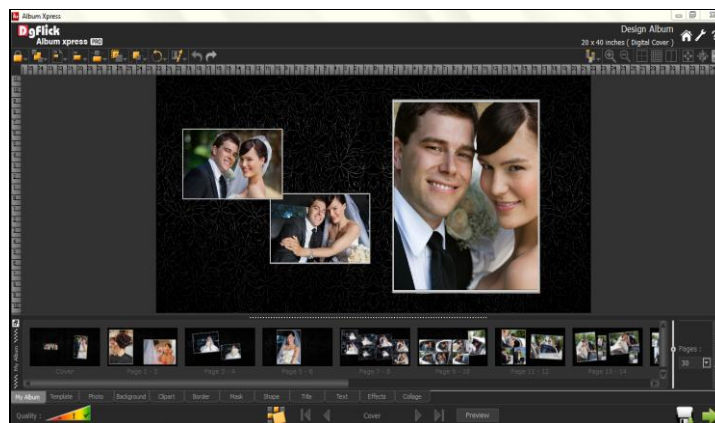 Album Xpress
DgFlick
Album xpress PRO
Design Album
20 x 40 inches ( Digital Cover )
My Album
Cover
Page 1 - 2
Page 3 - 4
Page 5 - 6
Page 7 - 8
Page 9 - 10
Page 11 - 12
Page 13 - 14
Pages :
30
My Album Template Photo Background Clipart Border Mask Shape Title Text Effects Collage
Quality :
Cover
Preview